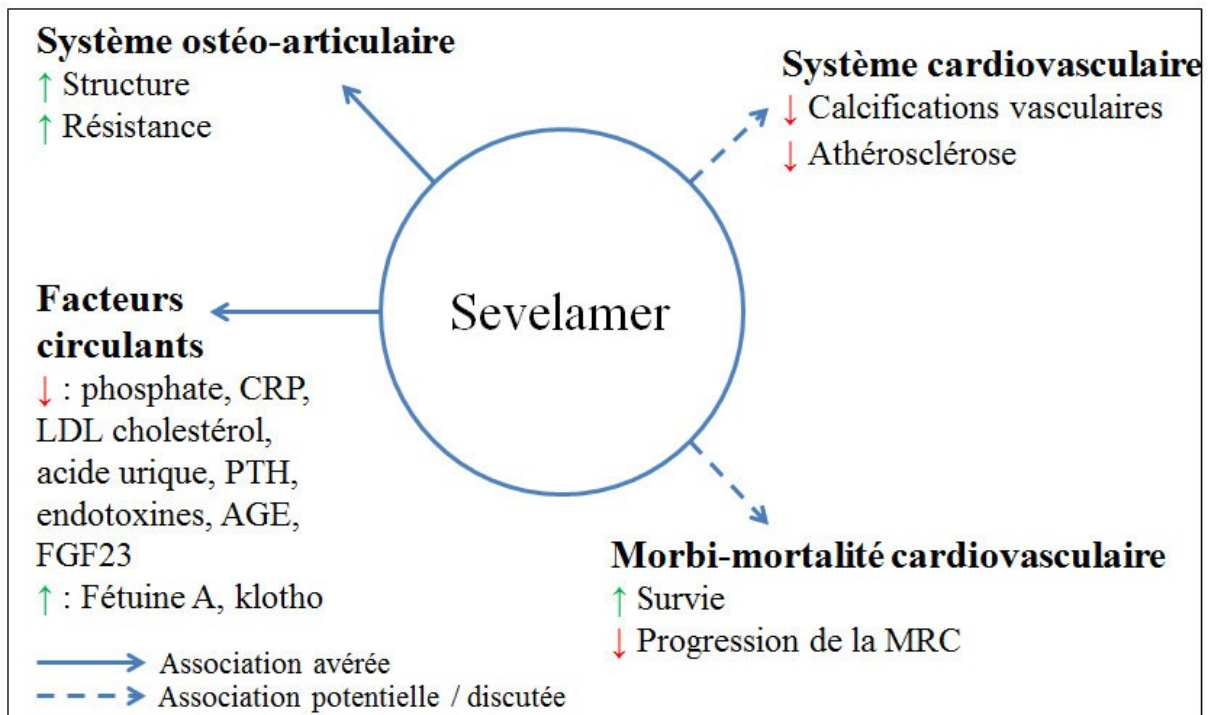 Système ostéo-articulaire
↑ Structure
↑ Résistance
Système cardiovasculaire
↓ Calcifications vasculaires
↓ Athérosclérose
Sevelamer
Facteurs
circulants
↓ : phosphate, CRP,
LDL cholestérol,
acide urique, PTH,
endotoxines, AGE,
FGF23
↑ : Fétuine A, klotho
Morbi-mortalité cardiovasculaire
↑ Survie
↓ Progression de la MRC
Association avérée
Association potentielle / discutée